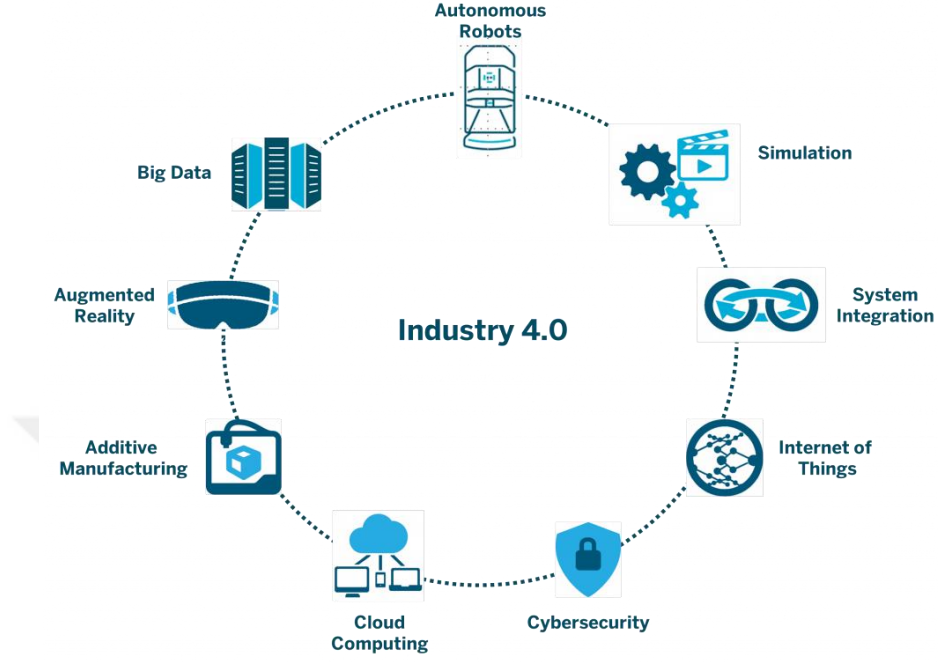 Autonomous
Robots
Simulation
Big Data
System
Integration
Augmented
Reality
Industry 4.0
Internet of
Things
Additive
Manufacturing
Cybersecurity
Cloud
Computing